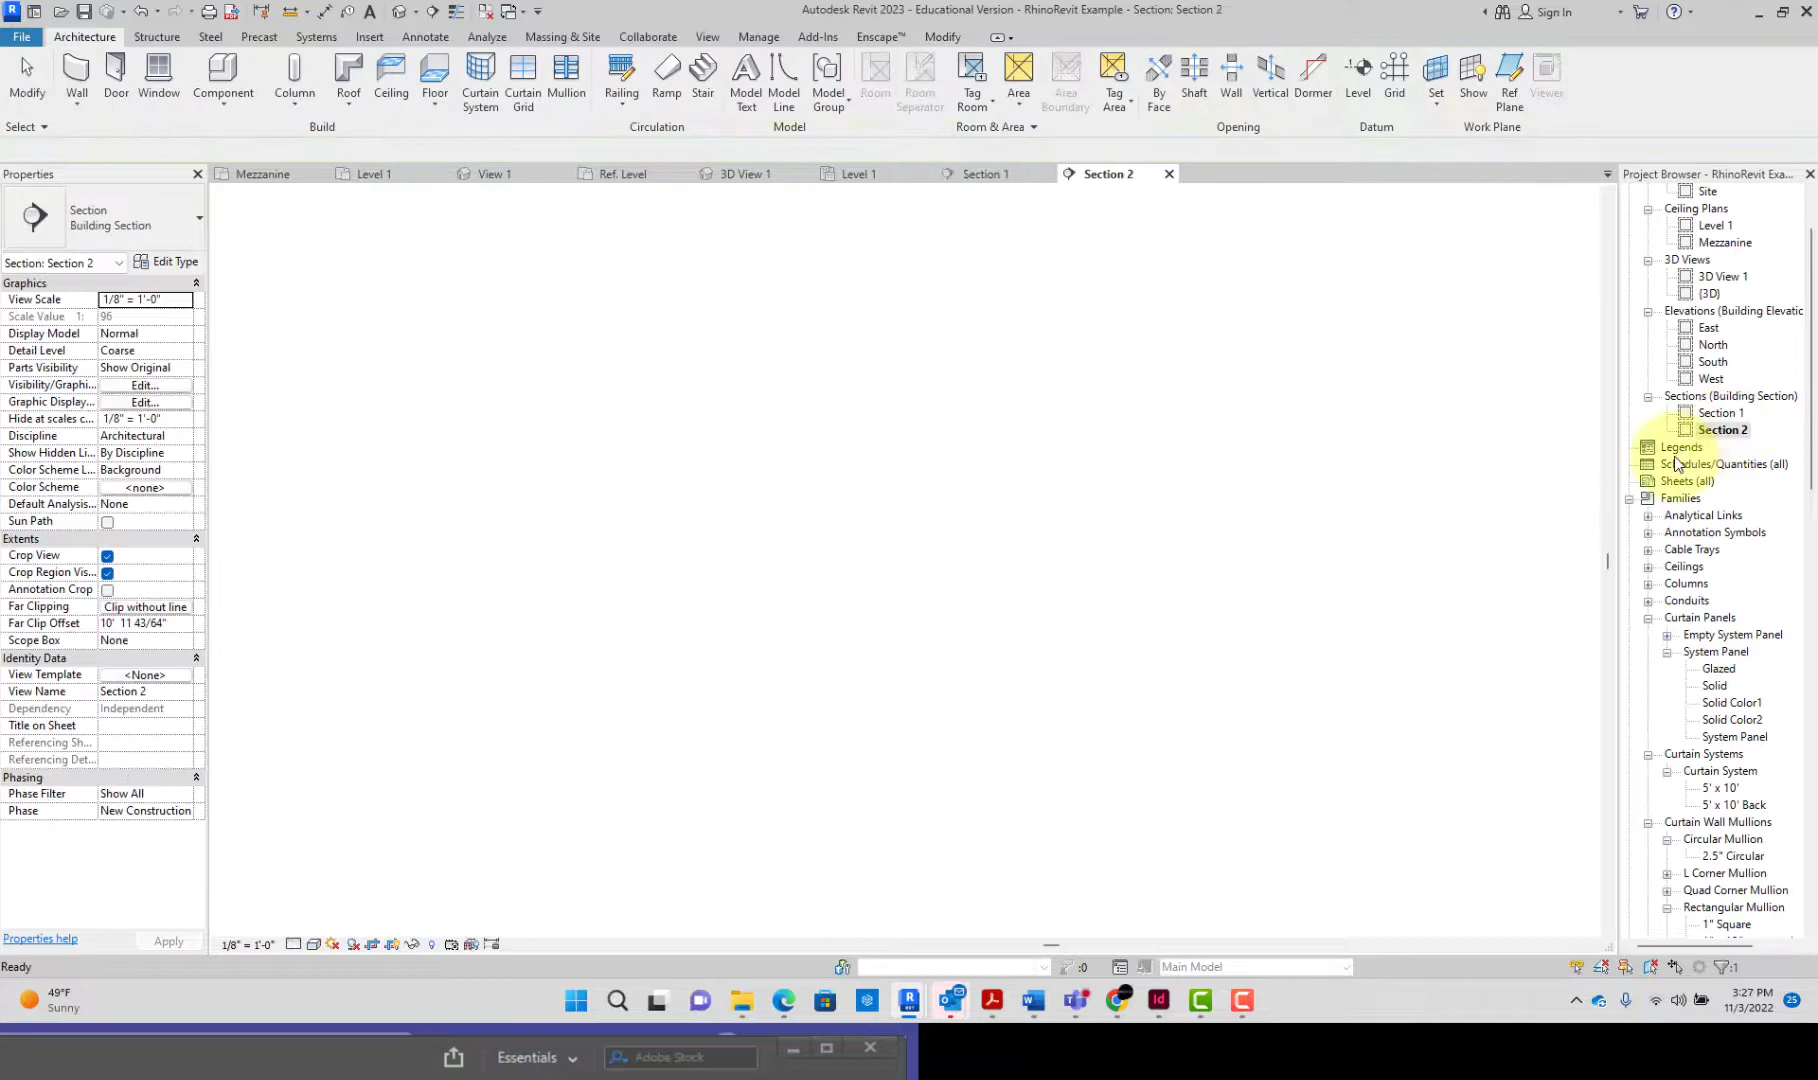 Autodesk Revit 2023 - Educational Version - RhinoRevit Example - Section: Section 2
Sign In
File Architecture Structure Steel Precast Systems Insert Annotate Analyze Massing & Site Collaborate View Manage Add-Ins Enscape™ Modify
Modify Wall Door Window Component Column Roof Ceiling Floor Curtain System Curtain Grid Mullion Railing Ramp Stair Model Text Model Line Model Group Room Room Separator Tag Room Area Area Boundary Tag Area By Face Shaft Wall Vertical Dormer Level Grid Set Show Ref Plane Viewer
Select Build Circulation Model Room & Area Opening Datum Work Plane
Properties
Mezzanine Level 1 View 1 Ref. Level 3D View 1 Level 1 Section 1 Section 2
Project Browser - RhinoRevit Exa...
Section
Building Section
Section: Section 2 Edit Type
Graphics
View Scale 1/8" = 1'-0"
Scale Value 1: 96
Display Model Normal
Detail Level Coarse
Parts Visibility Show Original
Visibility/Graphi... Edit...
Graphic Display... Edit...
Hide at scales c... 1/8" = 1'-0"
Discipline Architectural
Show Hidden Li... By Discipline
Color Scheme L... Background
Color Scheme <none>
Default Analysis... None
Sun Path
Extents
Crop View
Crop Region Vis...
Annotation Crop
Far Clipping Clip without line
Far Clip Offset 10' 11 43/64"
Scope Box None
Identity Data
View Template <None>
View Name Section 2
Dependency Independent
Title on Sheet
Referencing Sh...
Referencing Det...
Phasing
Phase Filter Show All
Phase New Construction
Properties help Apply
1/8" = 1'-0"
Site
Ceiling Plans
Level 1
Mezzanine
3D Views
3D View 1
{3D}
Elevations (Building Elevatic
East
North
South
West
Sections (Building Section)
Section 1
Section 2
Legends
Schedules/Quantities (all)
Sheets (all)
Families
Analytical Links
Annotation Symbols
Cable Trays
Ceilings
Columns
Conduits
Curtain Panels
Empty System Panel
System Panel
Glazed
Solid
Solid Color1
Solid Color2
System Panel
Curtain Systems
Curtain System
5' x 10'
5' x 10' Back
Curtain Wall Mullions
Circular Mullion
2.5" Circular
L Corner Mullion
Quad Corner Mullion
Rectangular Mullion
1" Square
Ready :0 Main Model :1
49°F
Sunny
3:27 PM
11/3/2022
25
Essentials Adobe Stock